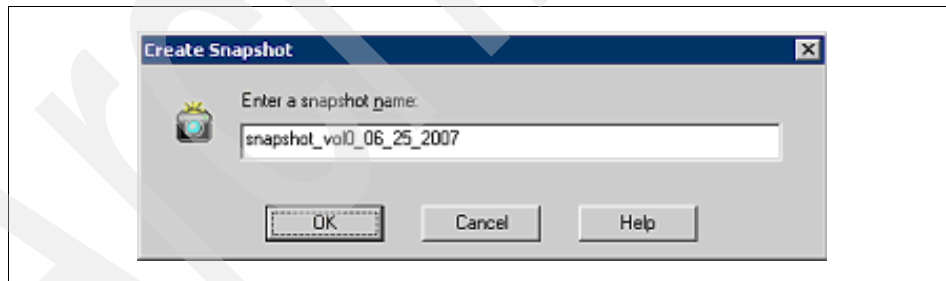 Create Snapshot
Enter a snapshot name:
snapshot_vol0_06_25_2007
OK
Cancel
Help